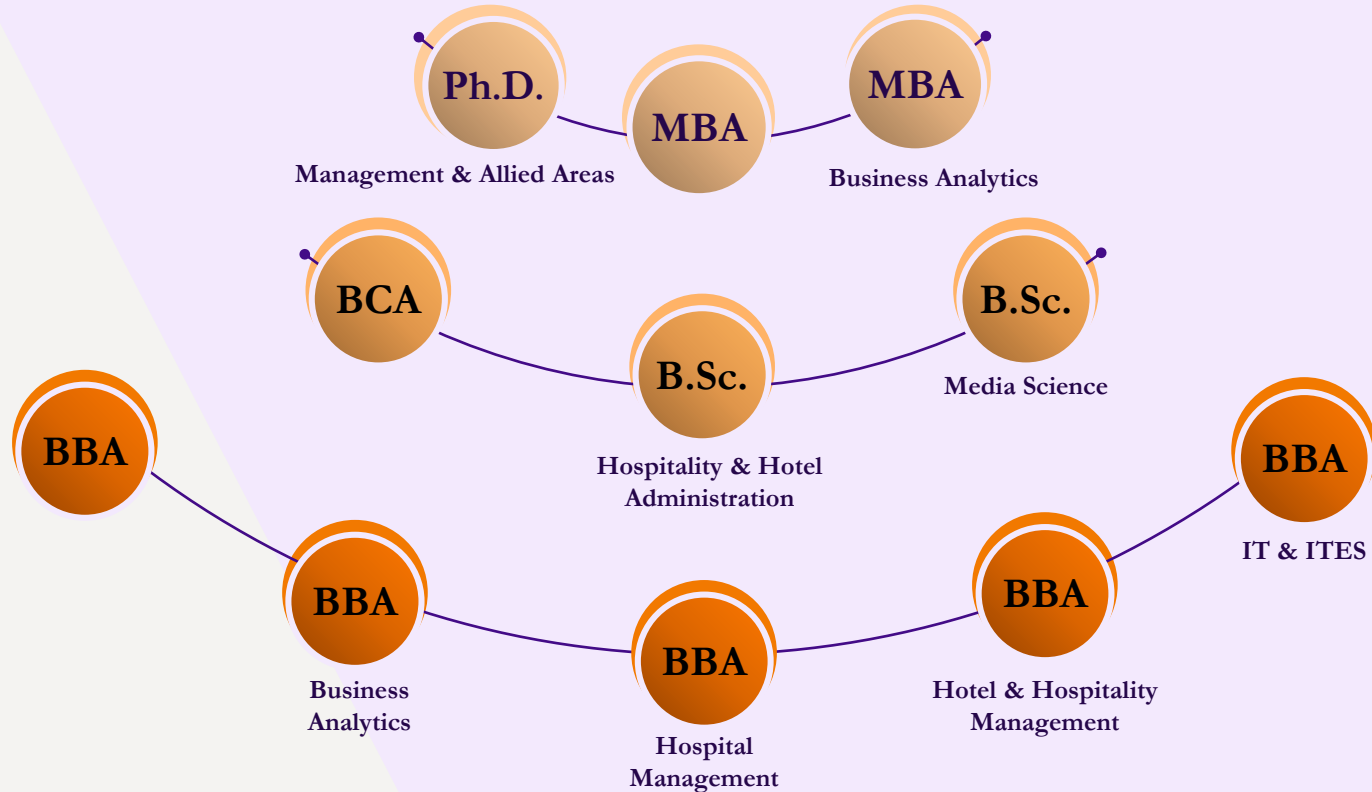 Ph.D.
Management & Allied Areas
MBA
MBA
Business Analytics
BCA
B.Sc.
Hospitality & Hotel
Administration
B.Sc.
Media Science
BBA
BBA
Business
Analytics
BBA
Hospital
Management
BBA
Hotel & Hospitality
Management
BBA
IT & ITES